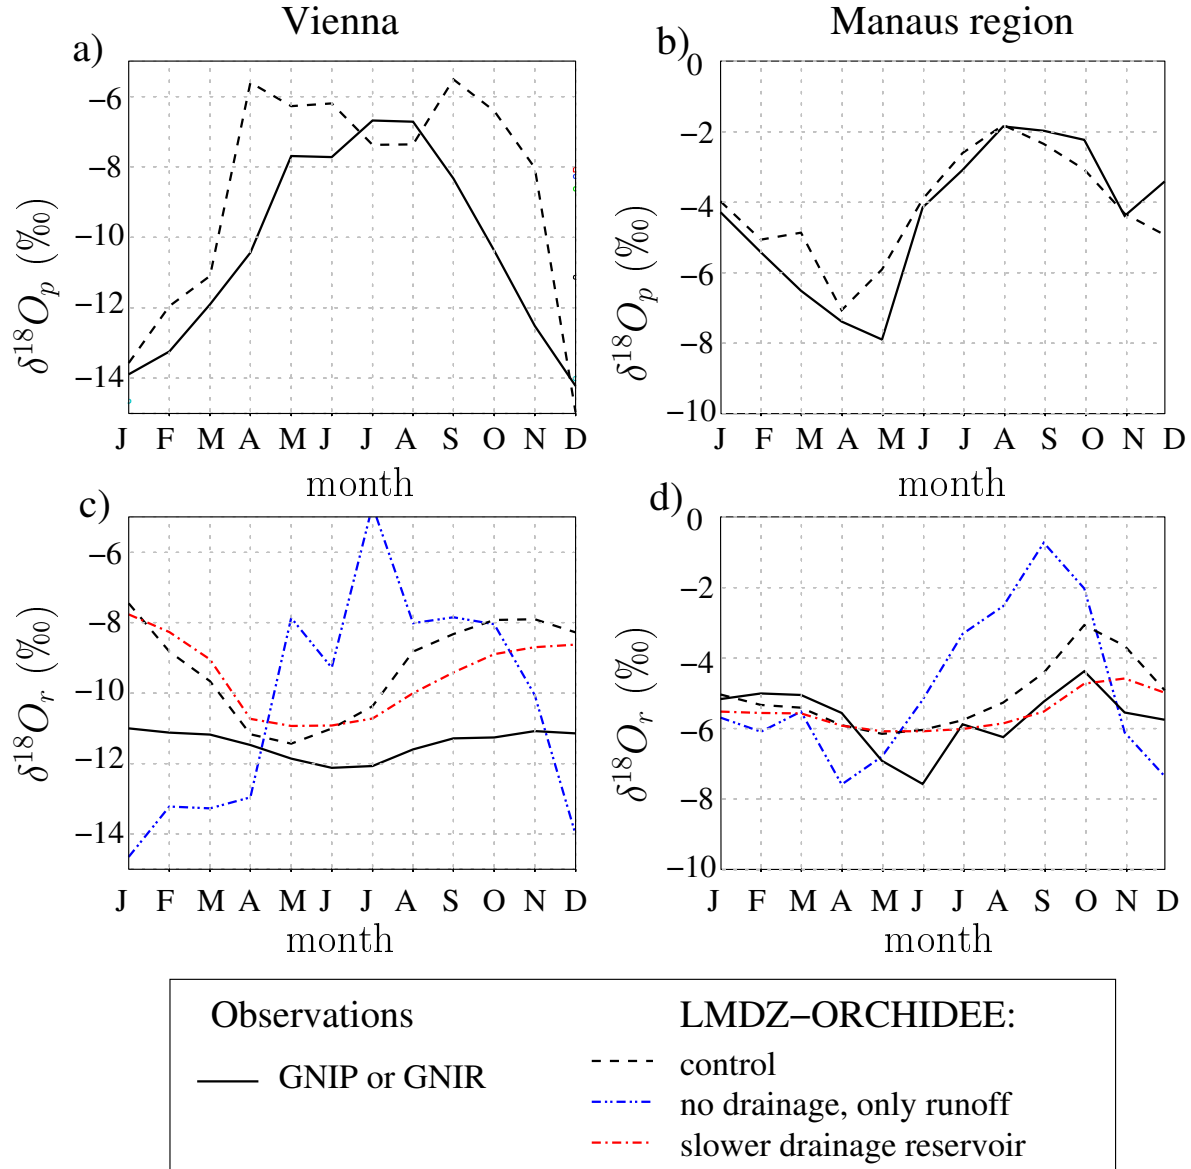 Vienna
Manaus region
a)
−6
−8
−10
−12
−14
δ¹⁸Oₚ (‰)
J F M A M J J A S O N D
month
b)
0
−2
−4
−6
−8
−10
δ¹⁸Oₚ (‰)
J F M A M J J A S O N D
month
c)
−6
−8
−10
−12
−14
δ¹⁸Oᵣ (‰)
J F M A M J J A S O N D
month
d)
0
−2
−4
−6
−8
−10
δ¹⁸Oᵣ (‰)
J F M A M J J A S O N D
month
Observations
GNIP or GNIR
LMDZ−ORCHIDEE:
control
no drainage, only runoff
slower drainage reservoir